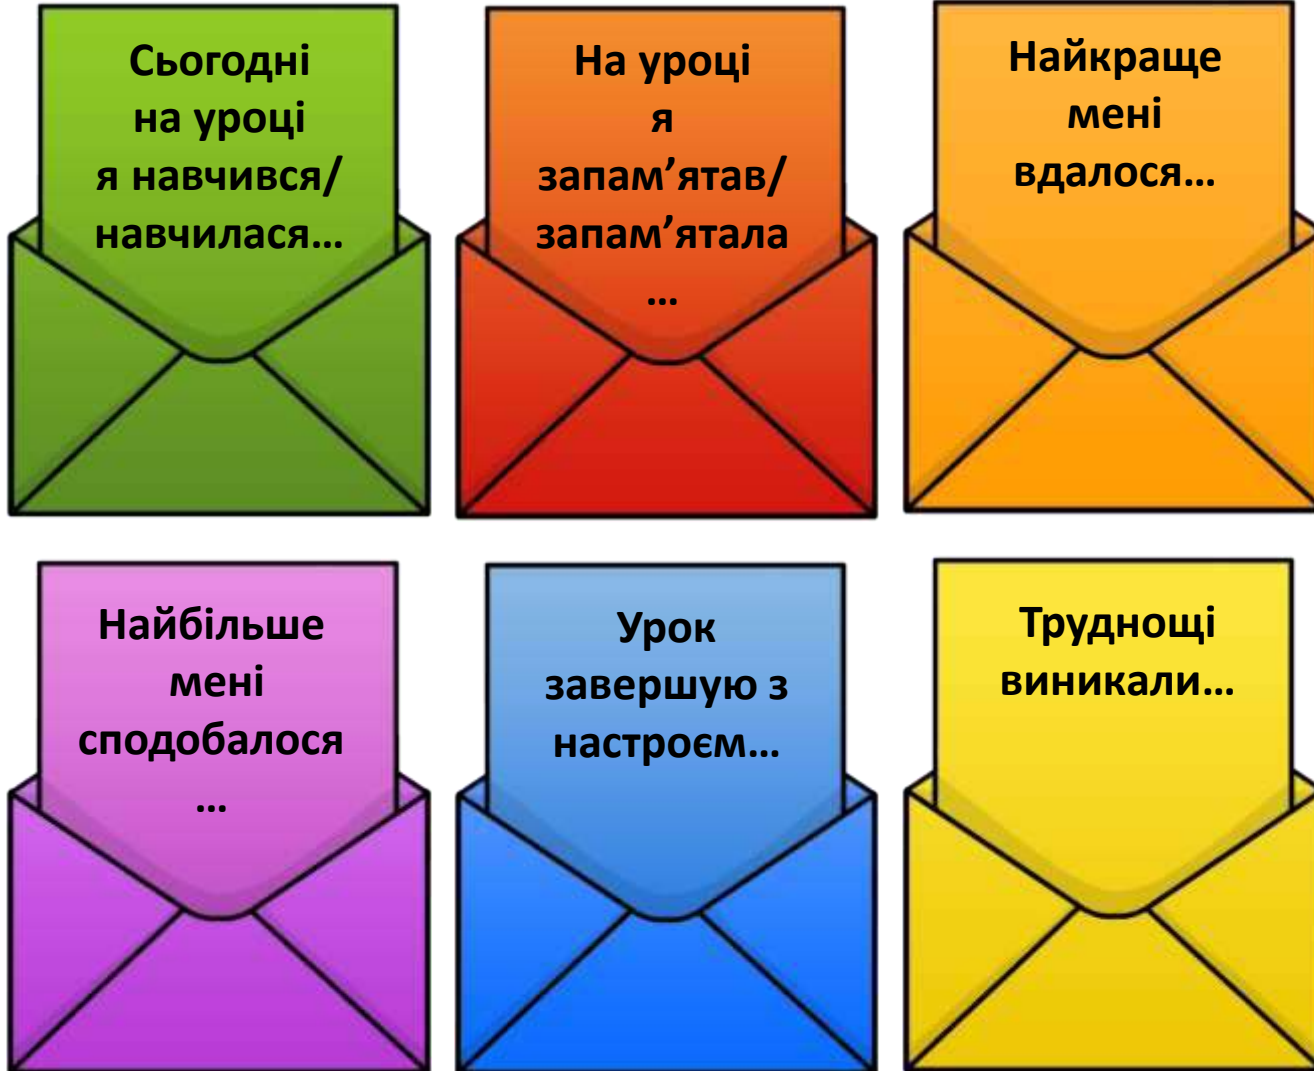 Сьогодні
на уроці
я навчився/
навчилася...
На уроці
я
запам’ятав/
запам’ятала
...
Найкраще
мені
вдалося...
Найбільше
мені
сподобалося
...
Урок
завершую з
настроєм...
Труднощі
виникали...